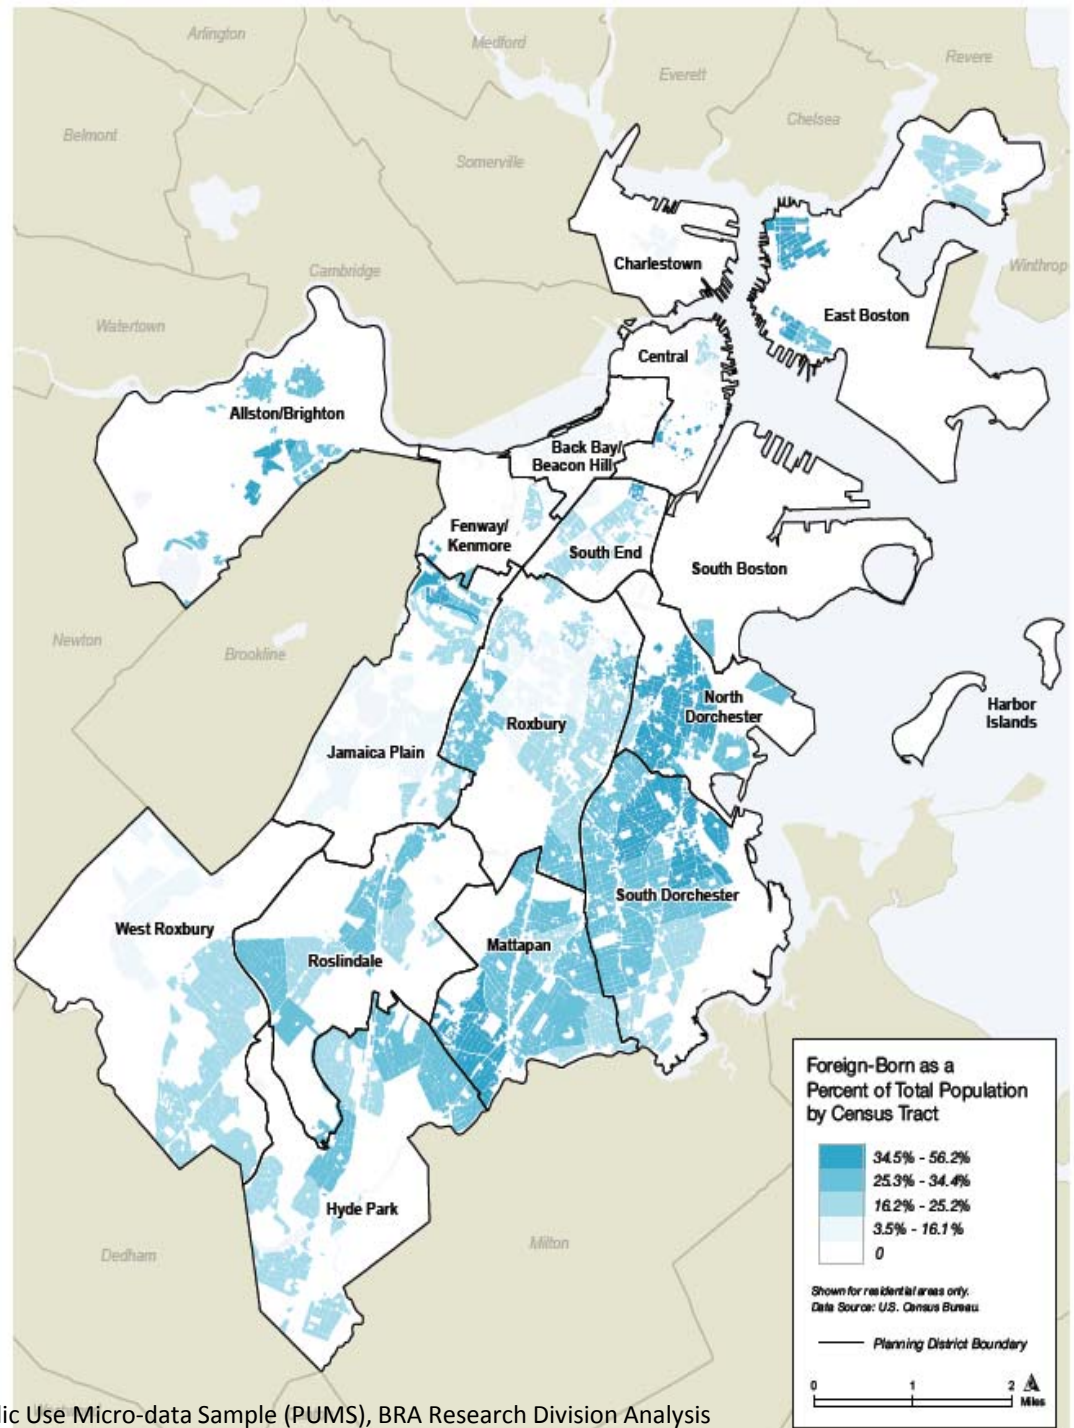 Arlington
Medford
Revere
Everett
Chelsea
Belmont
Somerville
Charlestown
Winthrop
Cambridge
East Boston
Watertown
Central
Allston/Brighton
Back Bay/
Beacon Hill
Fenway/
Kenmore
South End
South Boston
Newton
Brookline
North
Dorchester
Harbor
Islands
Roxbury
Jamaica Plain
South Dorchester
West Roxbury
Mattapan
Roslindale
Hyde Park
Dedham
Milton
Foreign-Born as a
Percent of Total Population
by Census Tract
34.5% - 56.2%
25.3% - 34.4%
16.2% - 25.2%
3.5% - 16.1%
0
Shown for residential areas only.
Data Source: U.S. Census Bureau.
Planning District Boundary
0 1 2
Miles
lic Use Micro-data Sample (PUMS), BRA Research Division Analysis